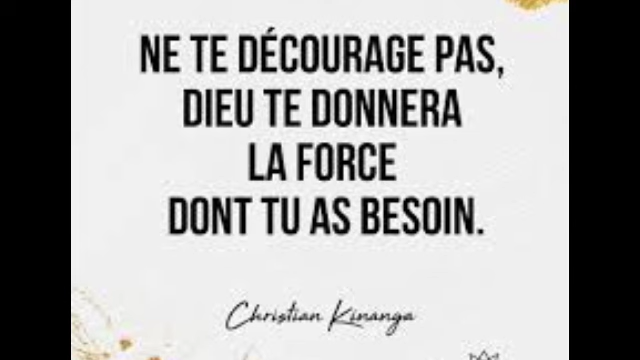 NE TE DÉCOURAGE PAS,
DIEU TE DONNERA
LA FORCE
DONT TU AS BESOIN.
Christian Kinanga